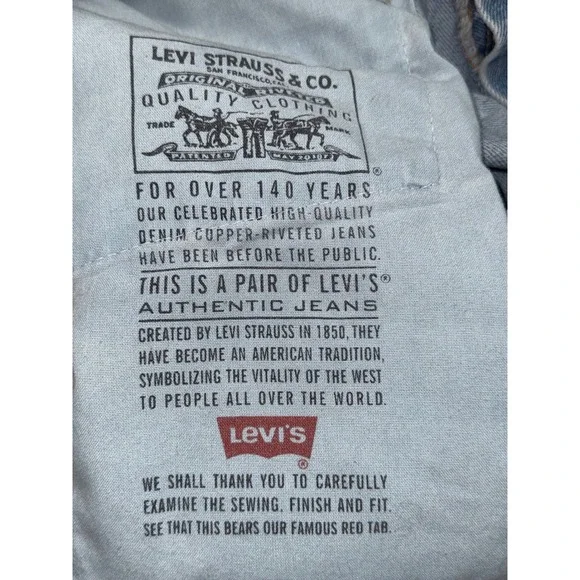 LEVI STRAUSS & CO.
SAN FRANCISCO, CAL.
ORIGINAL RIVETED
QUALITY CLOTHING
TRADE MARK
PATENTED MAY 20 1873
®
FOR OVER 140 YEARS
OUR CELEBRATED HIGH-QUALITY
DENIM COPPER-RIVETED JEANS
HAVE BEEN BEFORE THE PUBLIC.
THIS IS A PAIR OF LEVI'S®
AUTHENTIC JEANS
CREATED BY LEVI STRAUSS IN 1850, THEY
HAVE BECOME AN AMERICAN TRADITION,
SYMBOLIZING THE VITALITY OF THE WEST
TO PEOPLE ALL OVER THE WORLD.
LEVI'S
®
WE SHALL THANK YOU TO CAREFULLY
EXAMINE THE SEWING, FINISH AND FIT.
SEE THAT THIS BEARS OUR FAMOUS RED TAB.